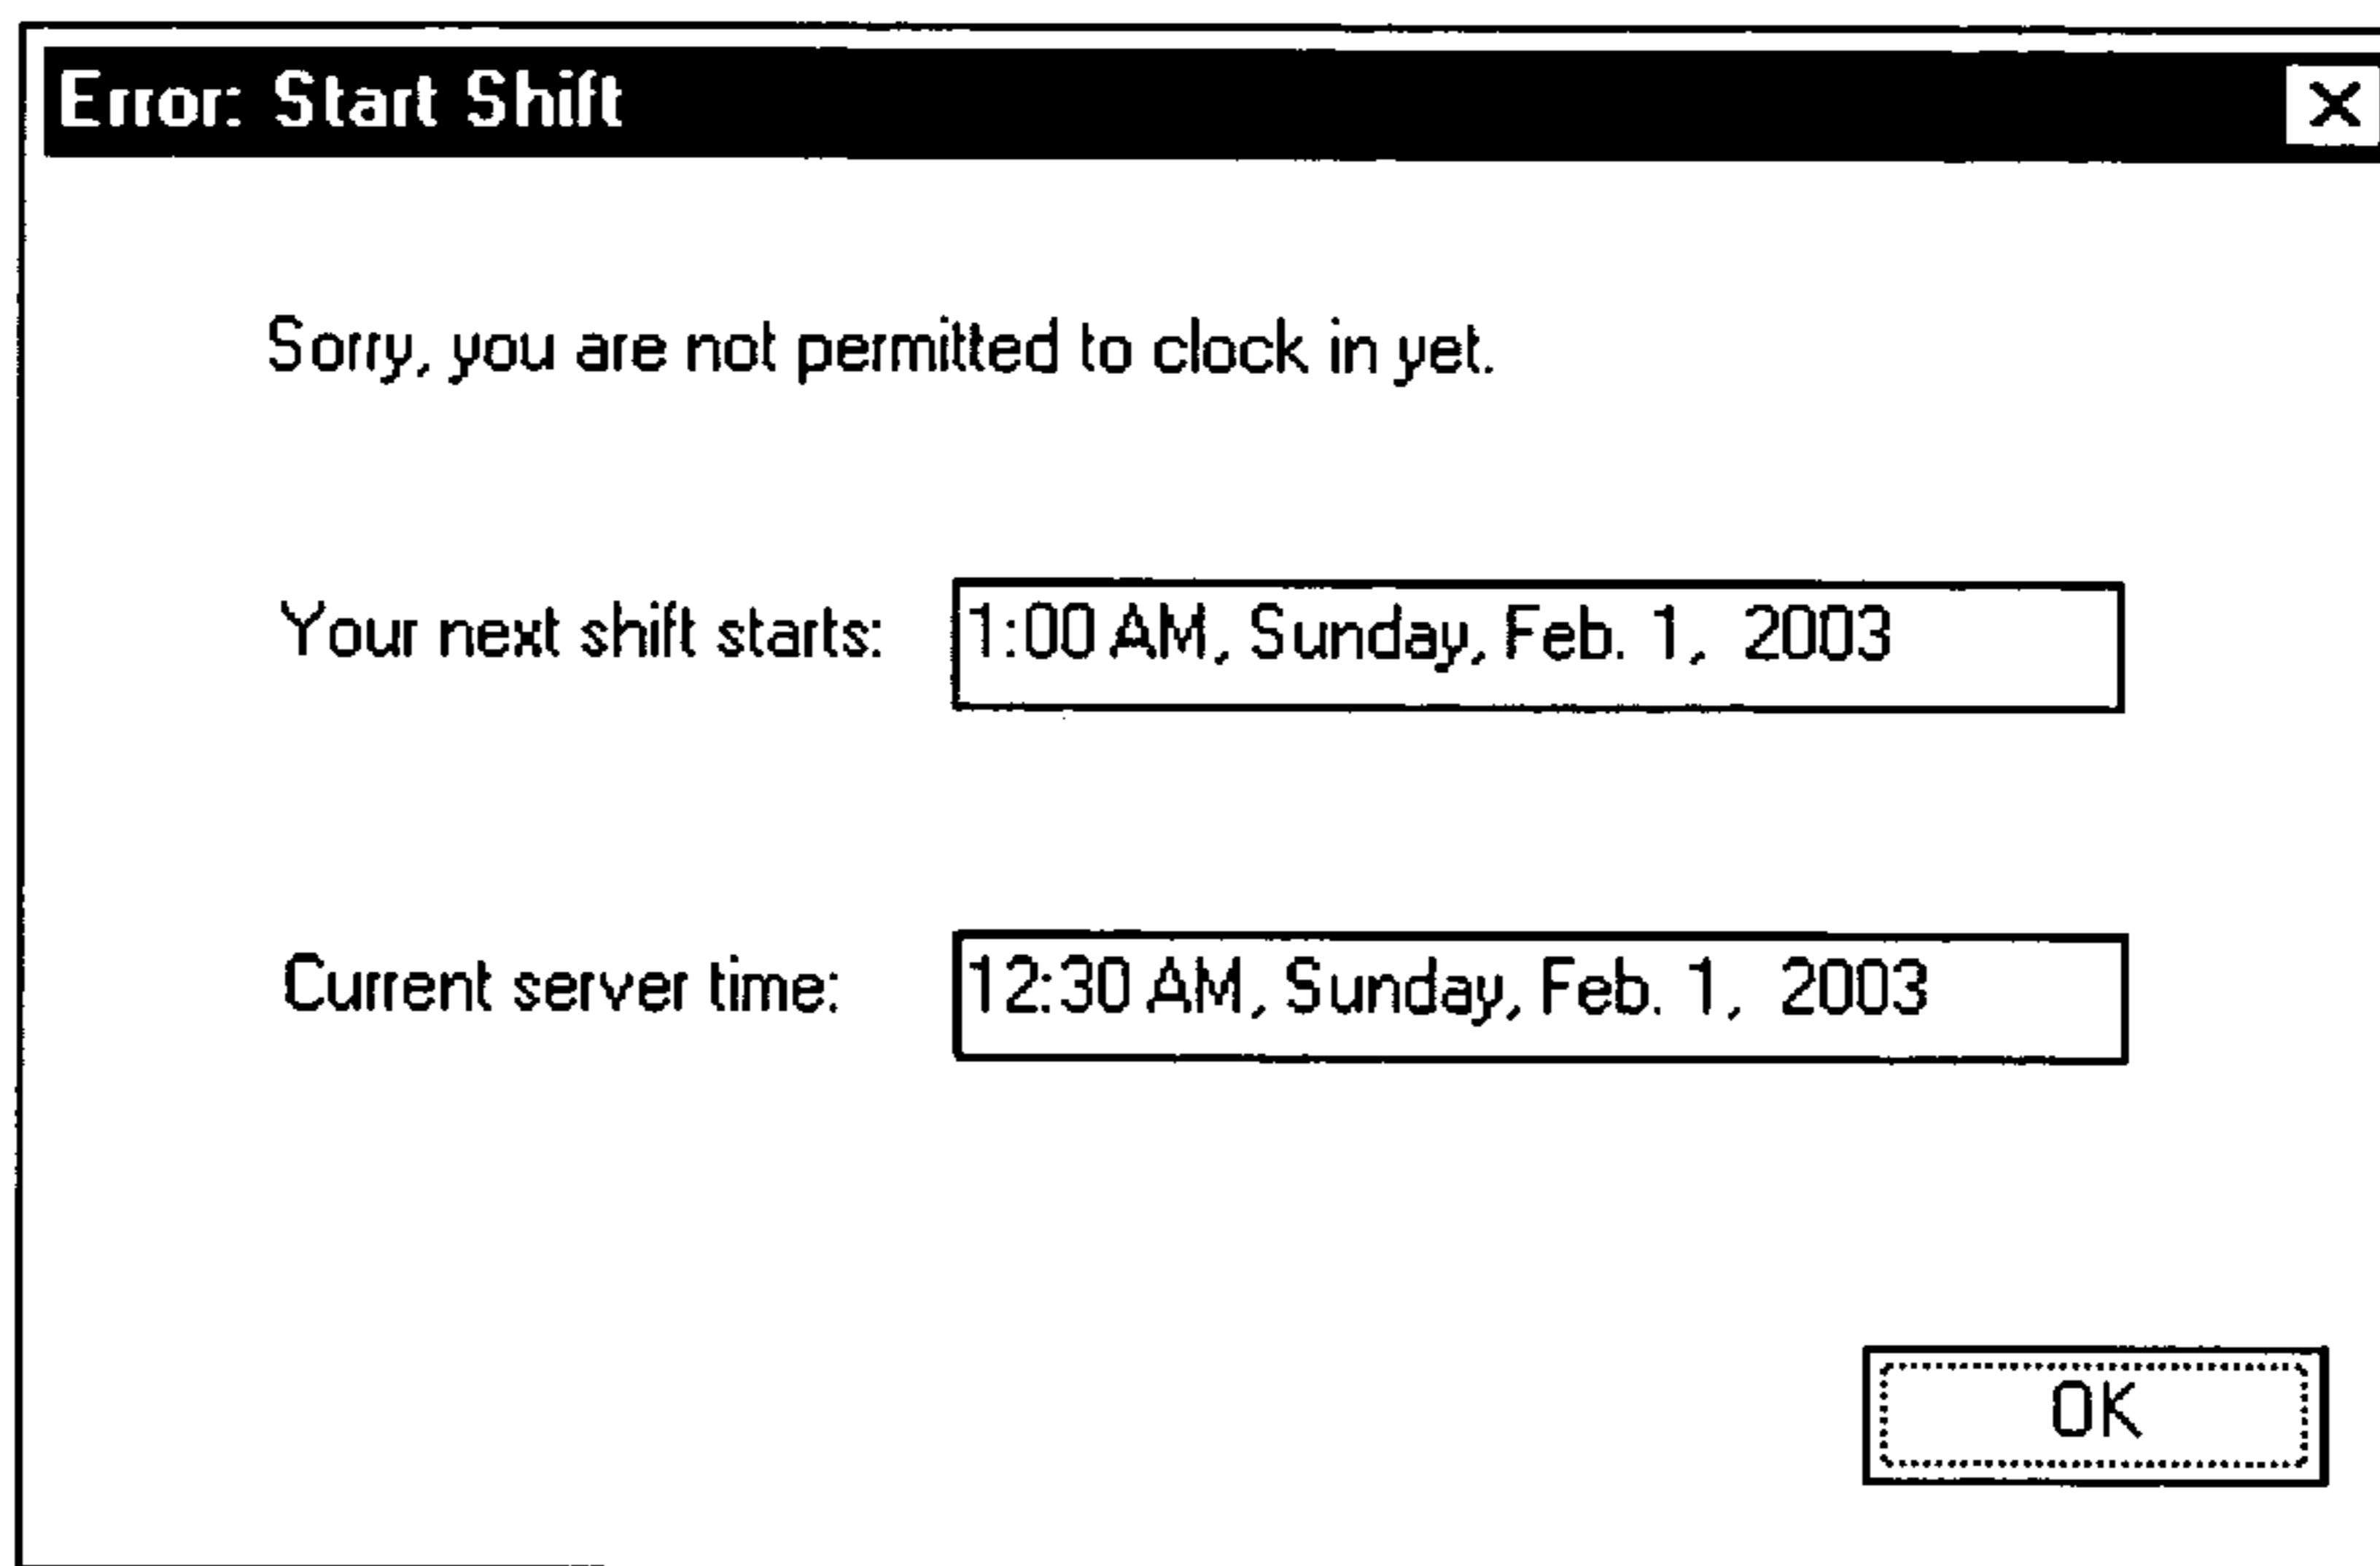 Error: Start Shift
Sorry, you are not permitted to clock in yet.
Your next shift starts: 1:00 AM, Sunday, Feb. 1, 2003
Current server time: 12:30 AM, Sunday, Feb. 1, 2003
OK